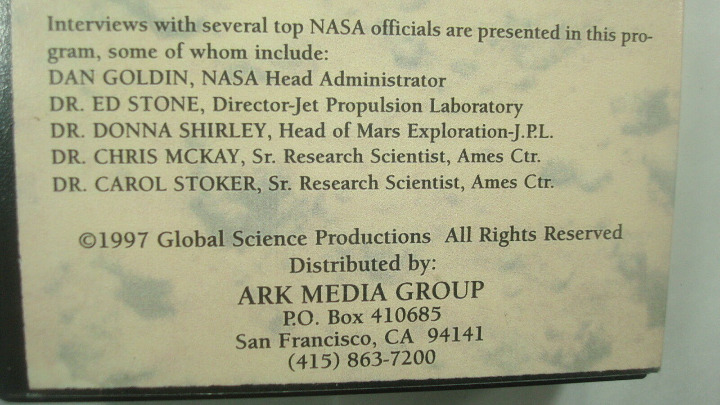 Interviews with several top NASA officials are presented in this pro-
gram, some of whom include:
DAN GOLDIN, NASA Head Administrator
DR. ED STONE, Director-Jet Propulsion Laboratory
DR. DONNA SHIRLEY, Head of Mars Exploration-J.P.L.
DR. CHRIS MCKAY, Sr. Research Scientist, Ames Ctr.
DR. CAROL STOKER, Sr. Research Scientist, Ames Ctr.
©1997 Global Science Productions All Rights Reserved
Distributed by:
ARK MEDIA GROUP
P.O. Box 410685
San Francisco, CA 94141
(415) 863-7200